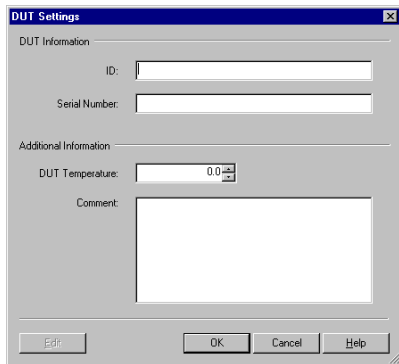 DUT Settings
DUT Information
ID:
Serial Number:
Additional Information
DUT Temperature: 0.0
Comment:
Edit OK Cancel Help